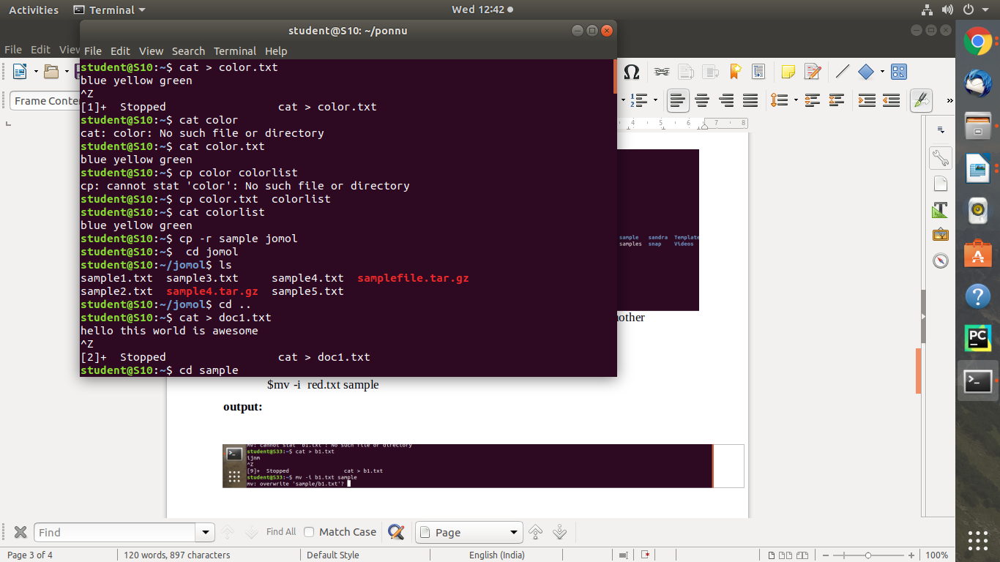 Activities Terminal Wed 12:42
student@S10: ~/ponnu
File Edit View
File Edit View Search Terminal Help
student@S10:~$ cat > color.txt
blue yellow green
^Z
[1]+  Stopped                 cat > color.txt
student@S10:~$ cat color
cat: color: No such file or directory
student@S10:~$ cat color.txt
blue yellow green
student@S10:~$ cp color colorlist
cp: cannot stat 'color': No such file or directory
student@S10:~$ cp color.txt  colorlist
student@S10:~$ cat colorlist
blue yellow green
student@S10:~$ cp -r sample jomol
student@S10:~$  cd jomol
student@S10:~/jomol$ ls
sample1.txt  sample3.txt     sample4.txt  samplefile.tar.gz
sample2.txt  sample4.tar.gz  sample5.txt
student@S10:~/jomol$ cd ..
student@S10:~$ cat > doc1.txt
hello this world is awesome
^Z
[2]+  Stopped                 cat > doc1.txt
student@S10:~$ cd sample
Frame Conter
4 5 6 7 8
sample sandra Template
samples snap Videos
nother
$mv -i  red.txt sample
output:
mv: cannot stat 'b1.txt': No such file or directory
student@S33:~$ cat > b1.txt
ijnm
^Z
[9]+  Stopped           cat > b1.txt
student@S33:~$ mv -i b1.txt sample
mv: overwrite 'sample/b1.txt'?
Find Find All Match Case Page
Page 3 of 4 120 words, 897 characters Default Style English (India) 100%